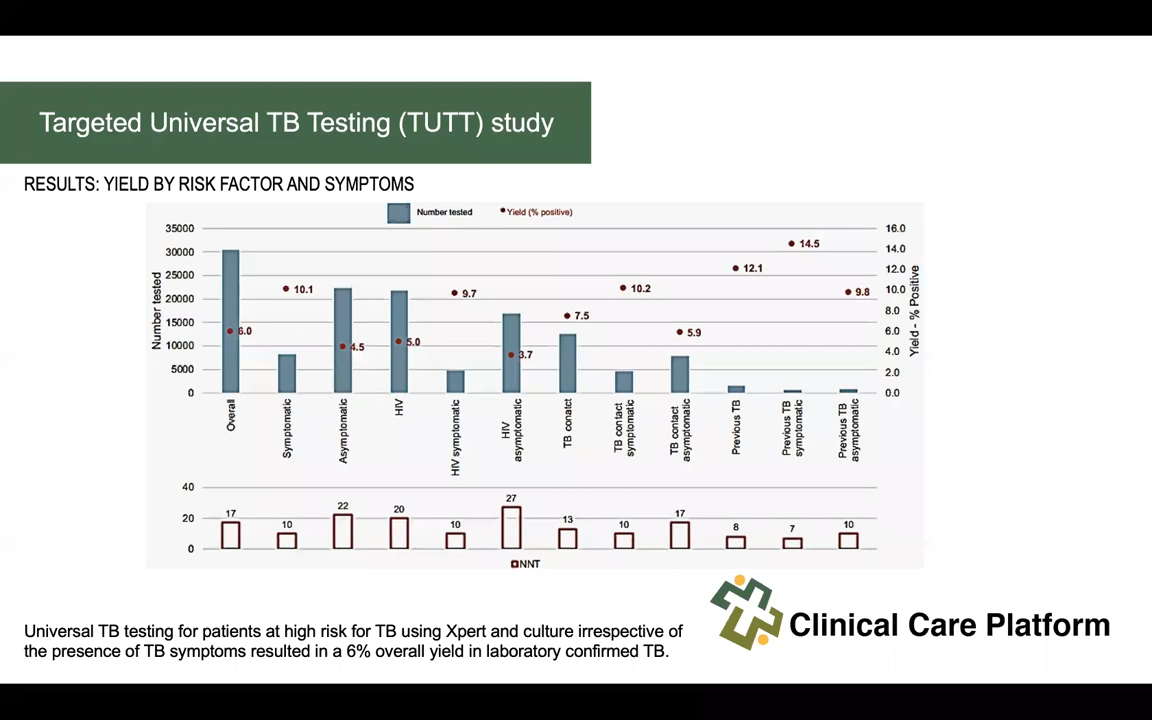 Targeted Universal TB Testing (TUTT) study
RESULTS: YIELD BY RISK FACTOR AND SYMPTOMS
Number tested
Yield (% positive)
35000
30000
25000
20000
15000
10000
5000
0
Number tested
16.0
14.0
12.0
10.0
8.0
6.0
4.0
2.0
0.0
Yield - % Positive
6.0
10.1
4.5
5.0
9.7
3.7
7.5
10.2
5.9
12.1
14.5
9.8
Overall
Symptomatic
Asymptomatic
HIV
HIV symptomatic
HIV
asymptomatic
TB conatct
TB contact
symptomatic
TB contact
asymptomatic
Previous TB
Previous TB
symptomatic
Previous TB
asymptomatic
40
20
0
17
10
22
20
10
27
13
10
17
8
7
10
NNT
Universal TB testing for patients at high risk for TB using Xpert and culture irrespective of
the presence of TB symptoms resulted in a 6% overall yield in laboratory confirmed TB.
Clinical Care Platform